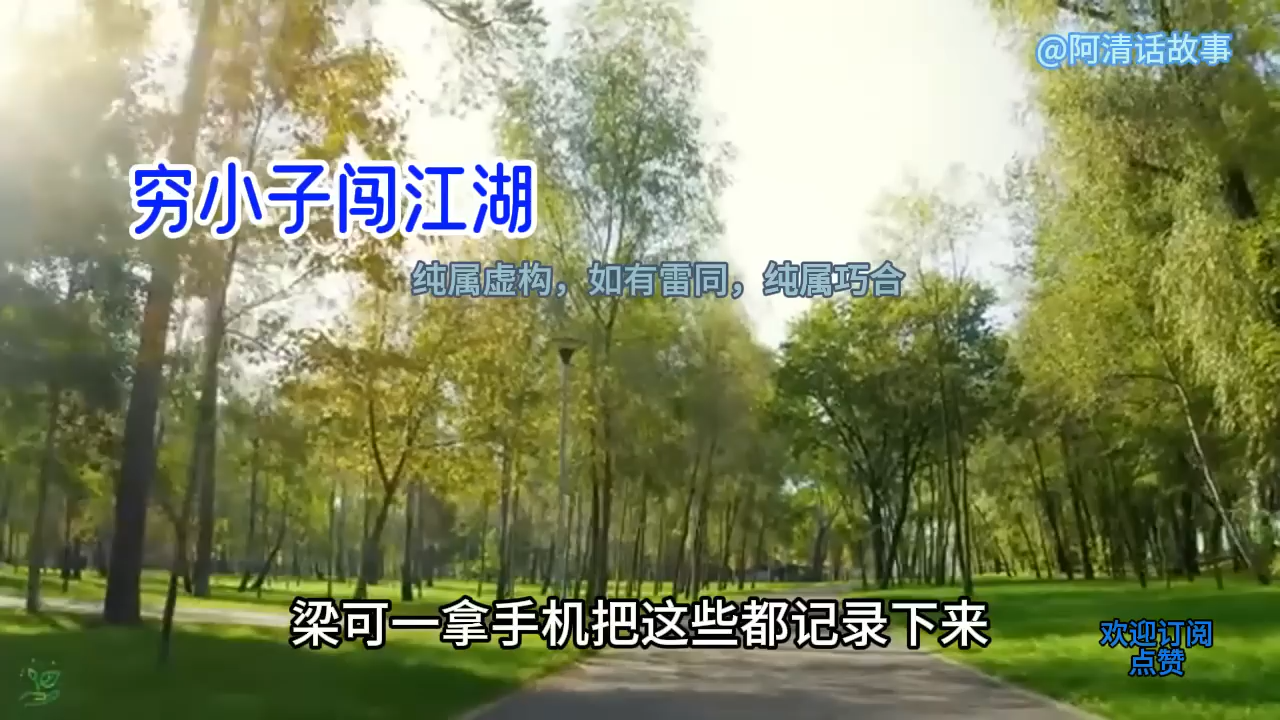 @阿清话故事
穷小子闯江湖
纯属虚构，如有雷同，纯属巧合
梁可一拿手机把这些都记录下来
欢迎订阅
点赞